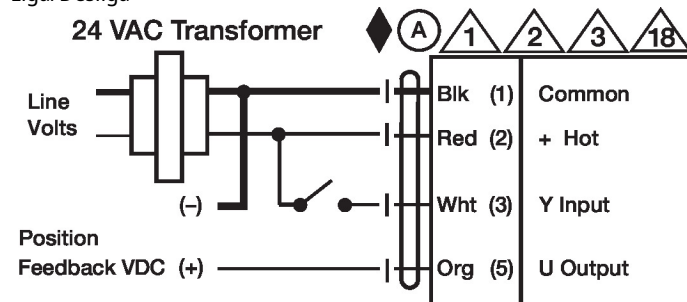 24 VAC Transformer
A 1 2 3 18
Line
Volts
Blk (1) Common
Red (2) + Hot
(–) Wht (3) Y Input
Position
Feedback VDC (+) Org (5) U Output